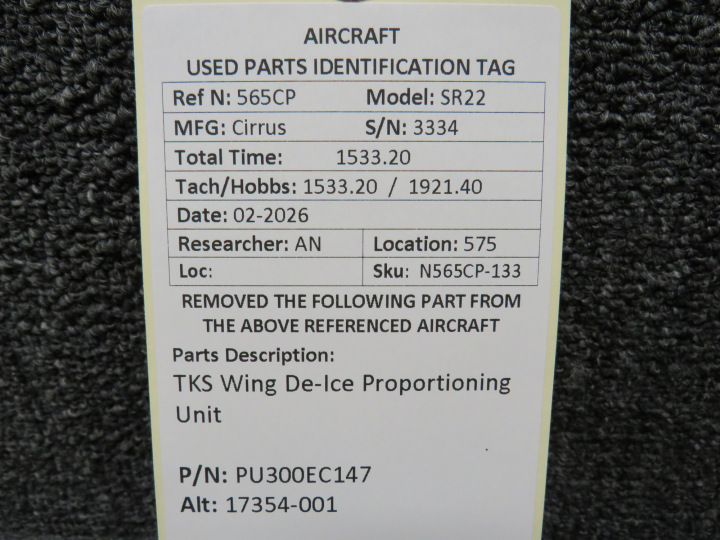 AIRCRAFT
USED PARTS IDENTIFICATION TAG
Ref N: 565CP Model: SR22
MFG: Cirrus S/N: 3334
Total Time: 1533.20
Tach/Hobbs: 1533.20 / 1921.40
Date: 02-2026
Researcher: AN Location: 575
Loc: Sku: N565CP-133
REMOVED THE FOLLOWING PART FROM
THE ABOVE REFERENCED AIRCRAFT
Parts Description:
TKS Wing De-Ice Proportioning
Unit
P/N: PU300EC147
Alt: 17354-001